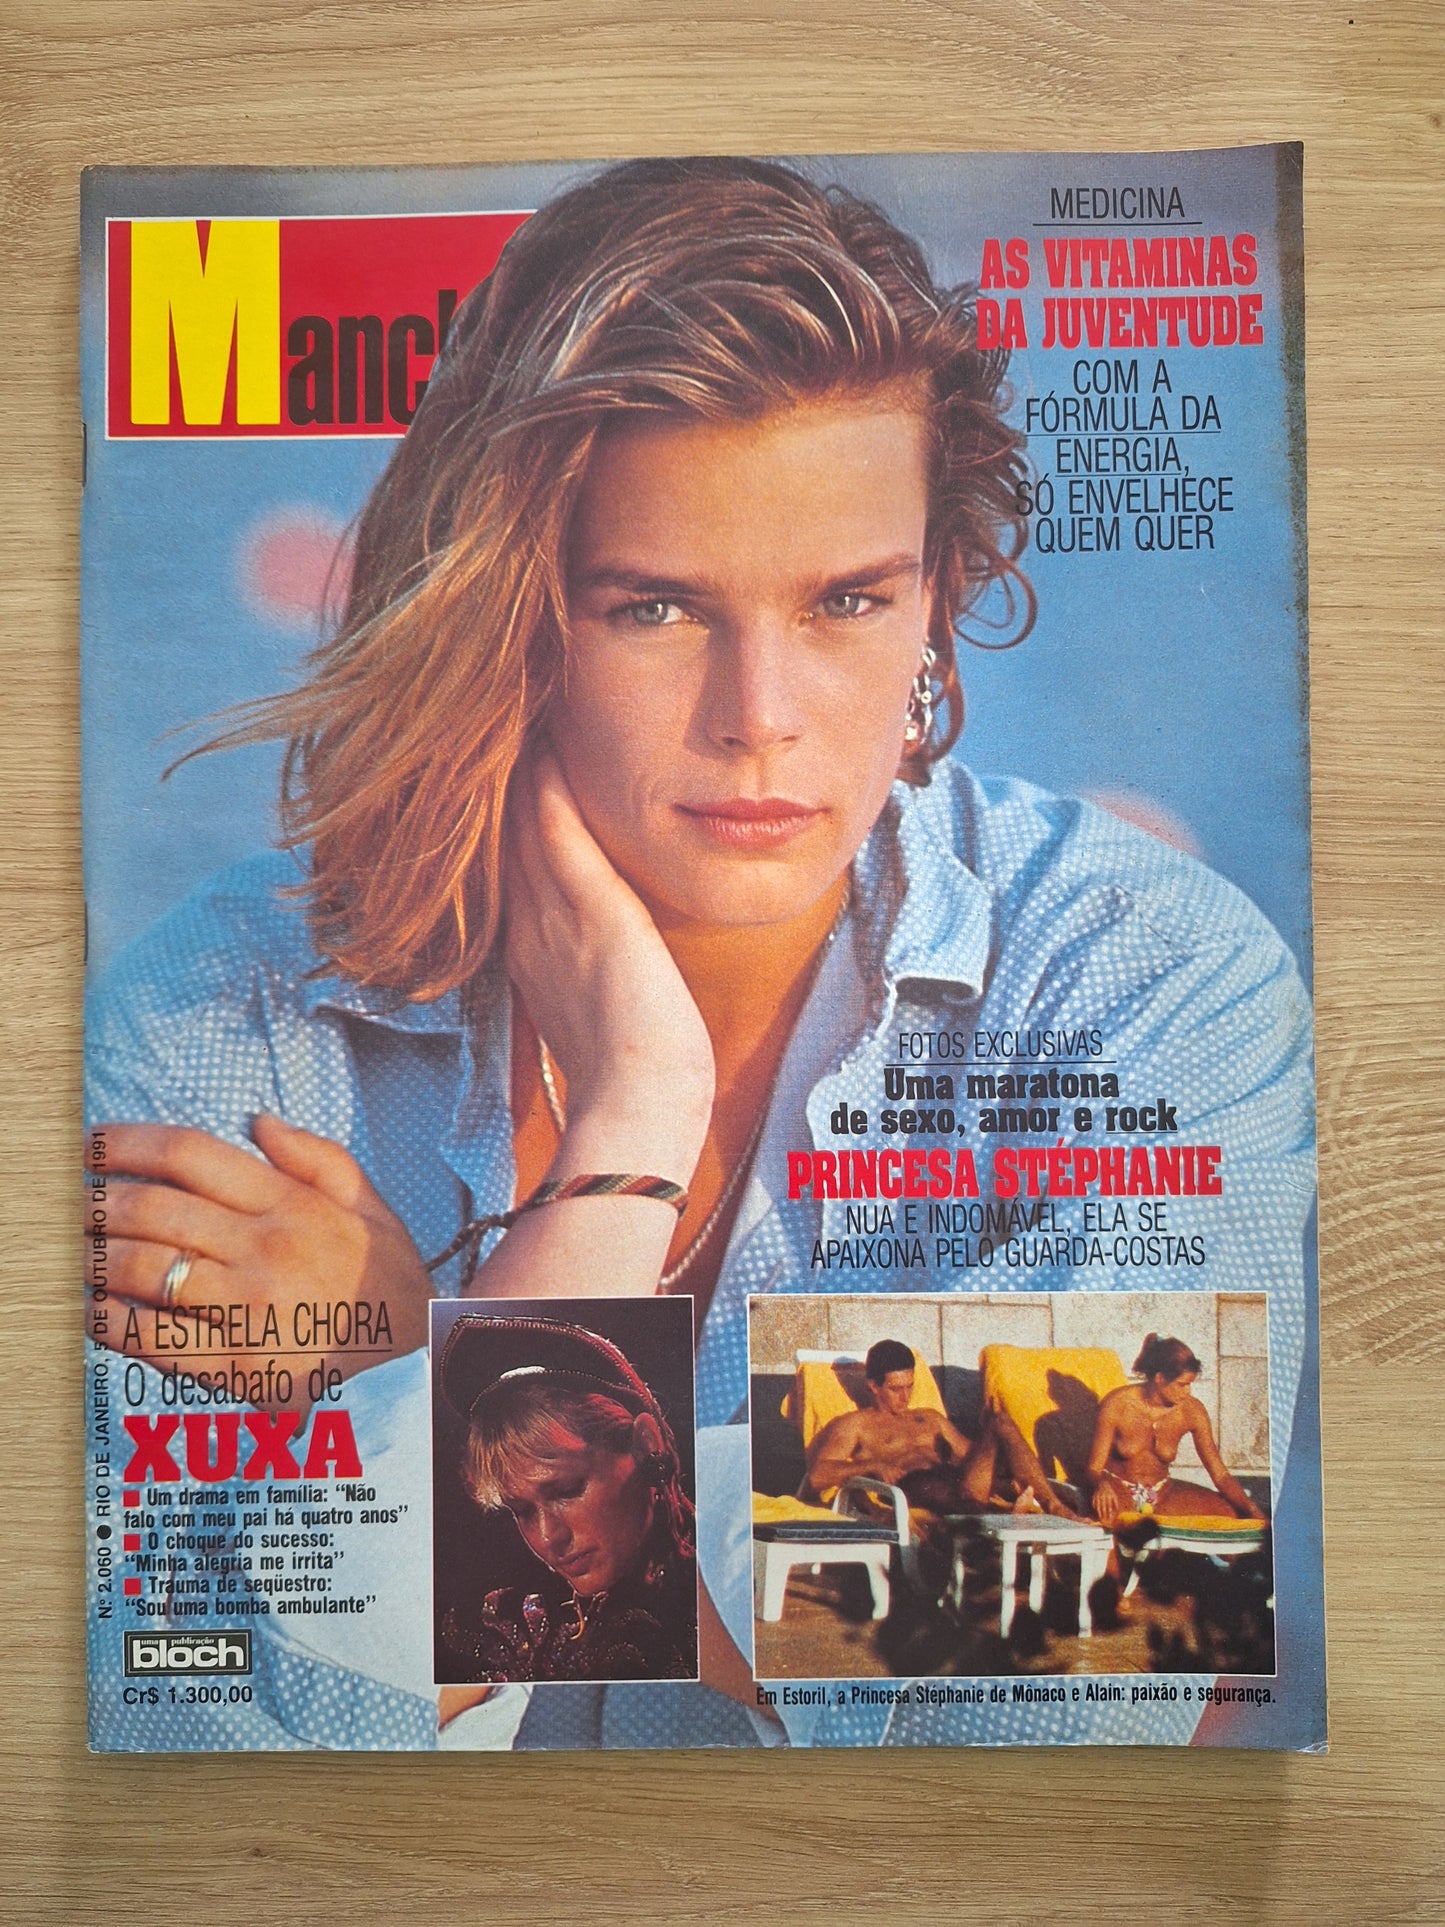 Manch
MEDICINA
AS VITAMINAS
DA JUVENTUDE
COM A
FÓRMULA DA
ENERGIA,
SÓ ENVELHECE
QUEM QUER
FOTOS EXCLUSIVAS
Uma maratona
de sexo, amor e rock
PRINCESA STÉPHANIE
NUA E INDOMÁVEL, ELA SE
APAIXONA PELO GUARDA-COSTAS
A ESTRELA CHORA
O desabafo de
XUXA
Um drama em família: "Não
falo com meu pai há quatro anos"
O choque do sucesso:
"Minha alegria me irrita"
Trauma de seqüestro:
"Sou uma bomba ambulante"
uma publicação
bloch
Cr$ 1.300,00
Em Estoril, a Princesa Stéphanie de Mônaco e Alain: paixão e segurança.
N° 2.060 ● RIO DE JANEIRO, 5 DE OUTUBRO DE 1991